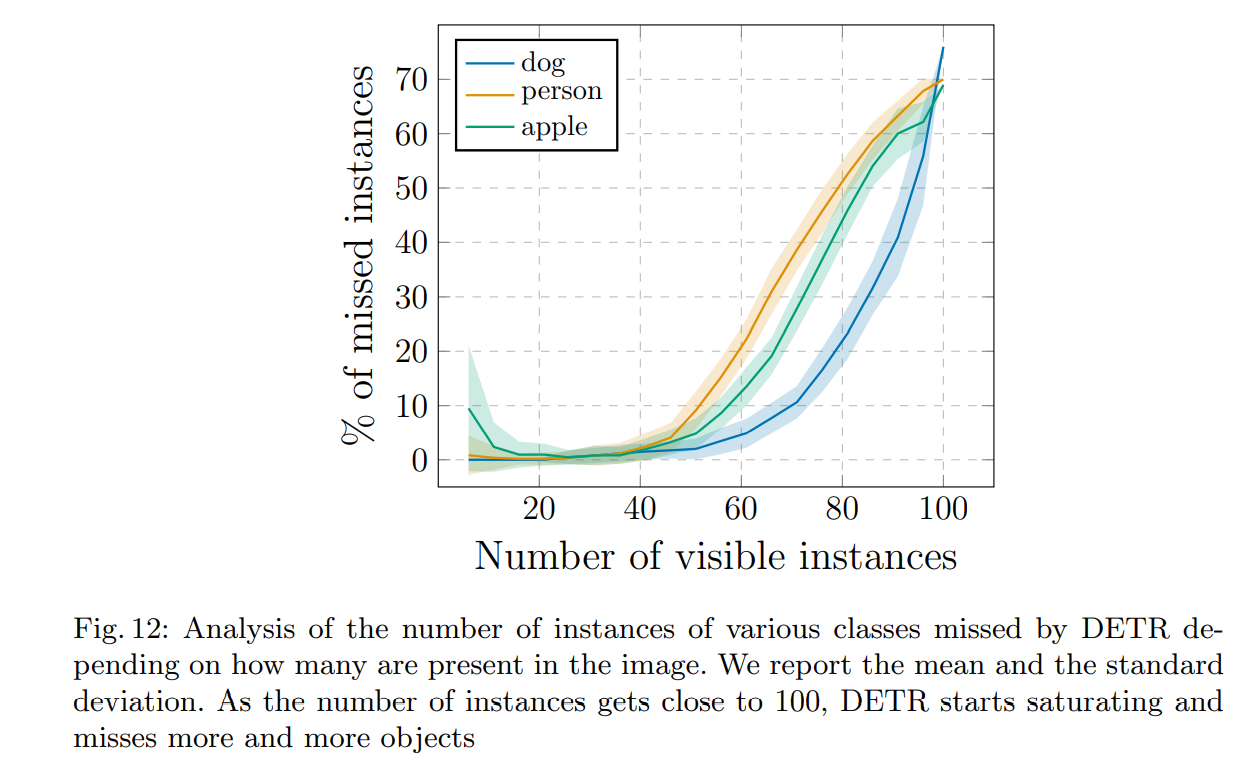 dog
person
apple
70
60
50
40
30
20
10
0
% of missed instances
20 40 60 80 100
Number of visible instances
Fig. 12: Analysis of the number of instances of various classes missed by DETR de-
pending on how many are present in the image. We report the mean and the standard
deviation. As the number of instances gets close to 100, DETR starts saturating and
misses more and more objects